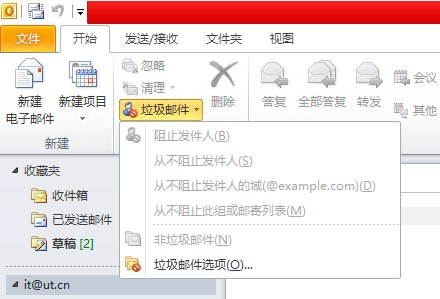 文件 开始 发送/接收 文件夹 视图
忽略
清理
垃圾邮件
新建
电子邮件
新建项目
删除
答复 全部答复 转发
会议
其他
新建
阻止发件人(B)
从不阻止发件人(S)
从不阻止发件人的域(@example.com)(D)
从不阻止此组或邮寄列表(M)
非垃圾邮件(N)
垃圾邮件选项(O)...
收藏夹
收件箱
已发送邮件
草稿 [2]
it@ut.cn